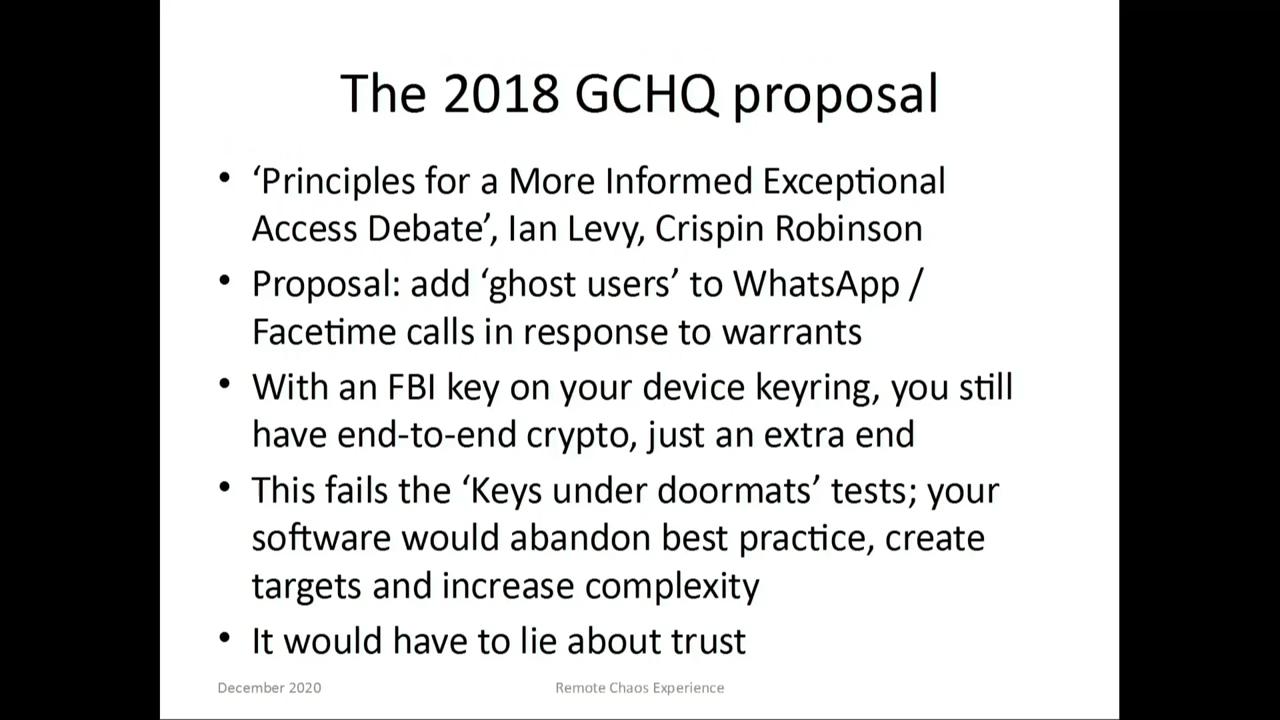 The 2018 GCHQ proposal
• ‘Principles for a More Informed Exceptional
Access Debate’, Ian Levy, Crispin Robinson
• Proposal: add ‘ghost users’ to WhatsApp /
Facetime calls in response to warrants
• With an FBI key on your device keyring, you still
have end-to-end crypto, just an extra end
• This fails the ‘Keys under doormats’ tests; your
software would abandon best practice, create
targets and increase complexity
• It would have to lie about trust
December 2020
Remote Chaos Experience